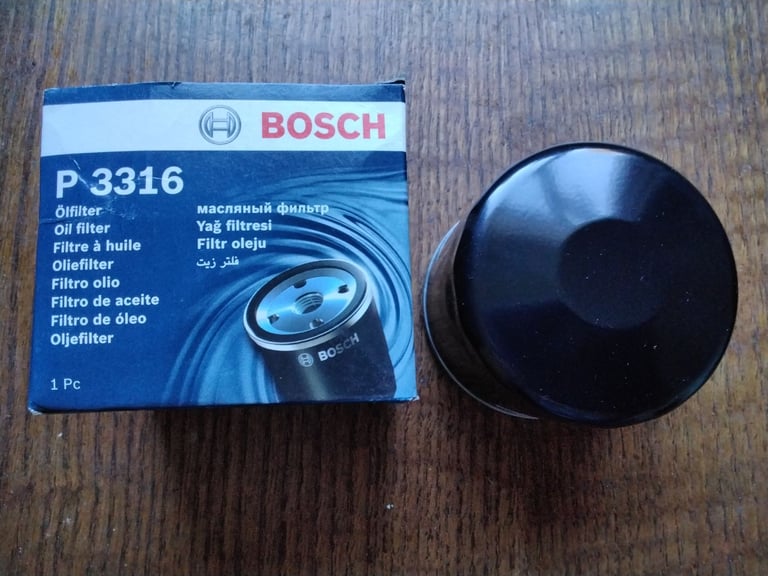 BOSCH
P 3316
Ölfilter
Oil filter
Filtre à huile
Oliefilter
Filtro olio
Filtro de aceite
Filtro de óleo
Oljefilter
масляный фильтр
Yağ filtresi
Filtr oleju
فلتر زيت
BOSCH
1 Pc